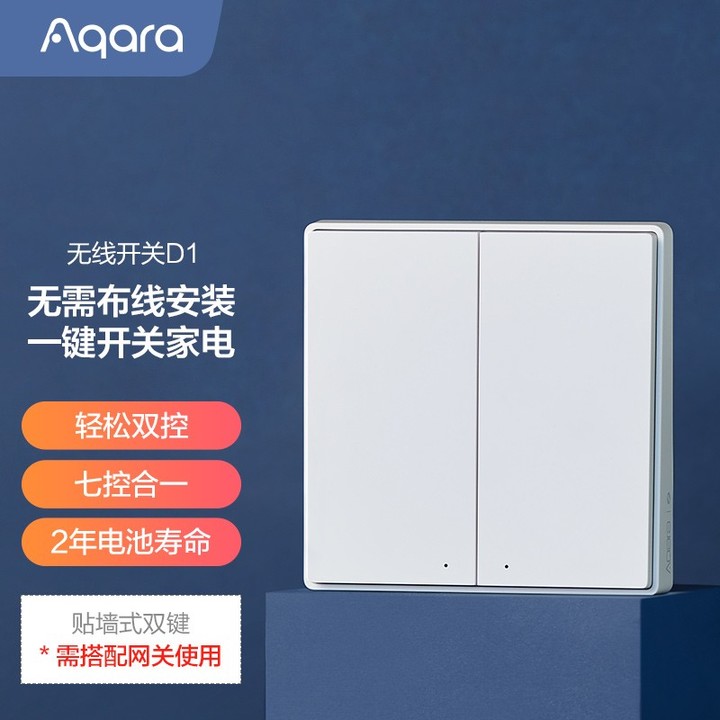 Aqara
无线开关D1
无需布线安装
一键开关家电
轻松双控
七控合一
2年电池寿命
贴墙式双键
* 需搭配网关使用
Aqara